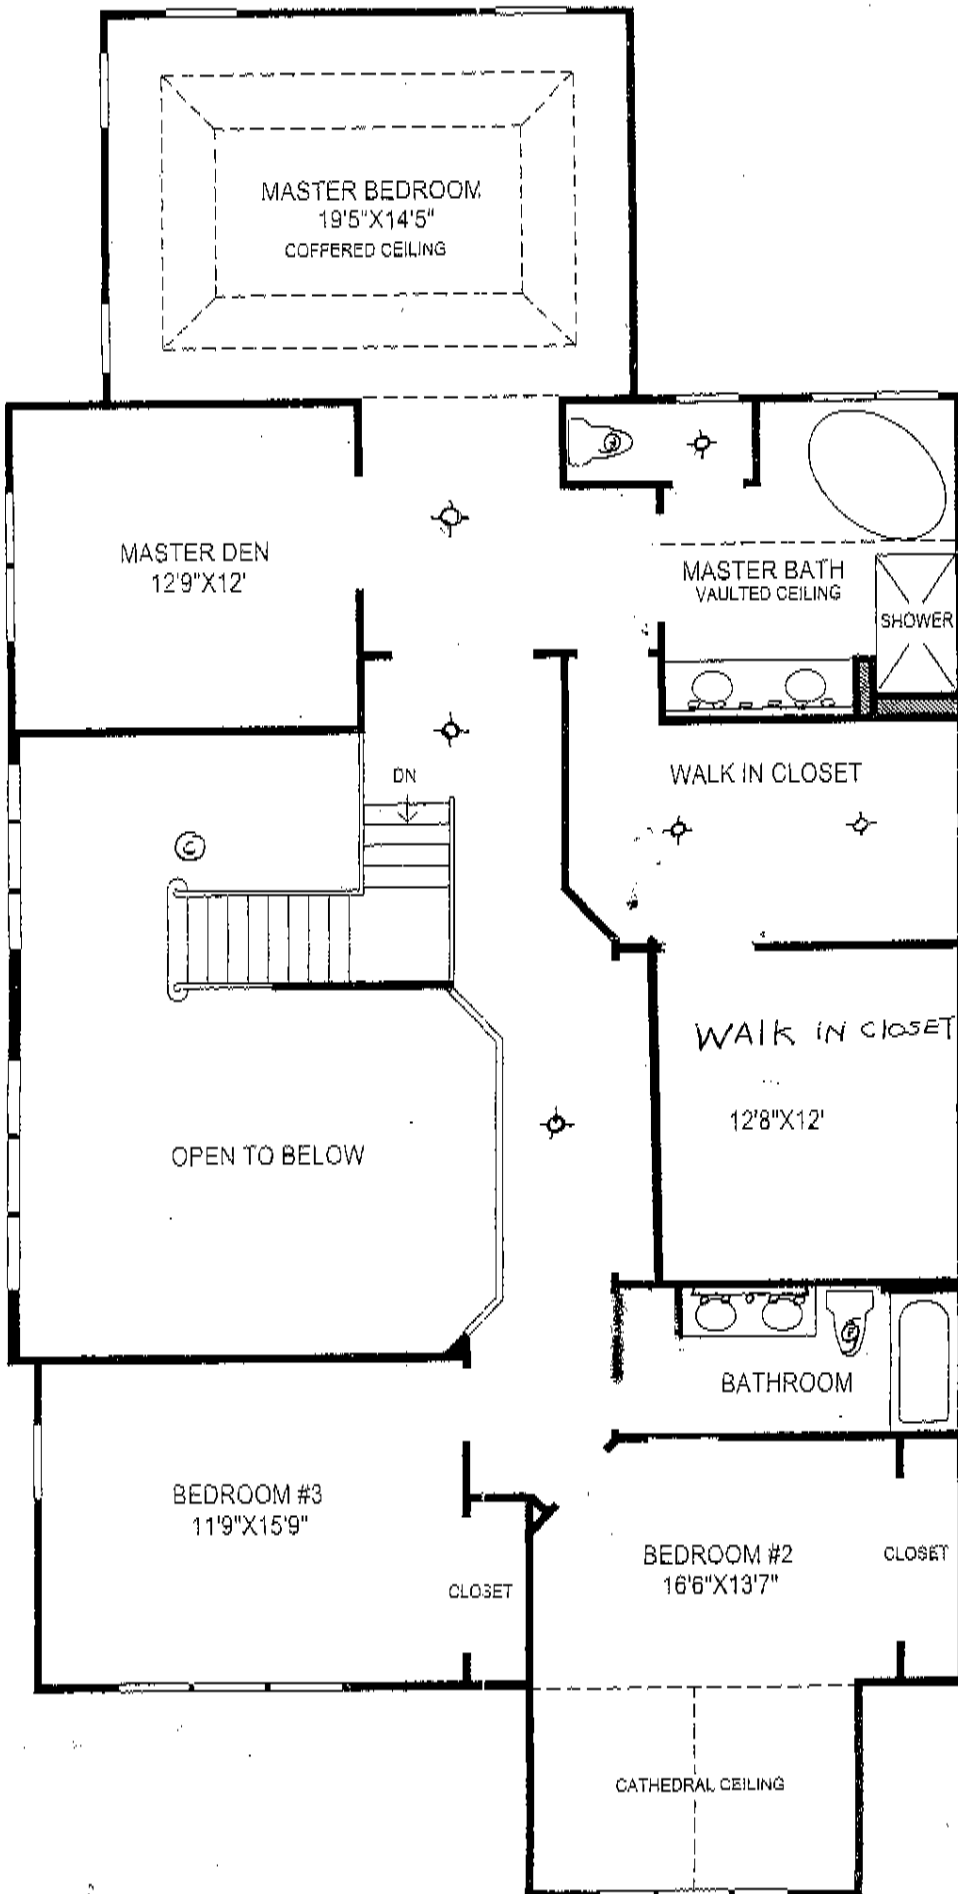 MASTER BEDROOM
19'5"X14'5"
COFFERED CEILING
MASTER DEN
12'9"X12'
MASTER BATH
VAULTED CEILING
SHOWER
WALK IN CLOSET
DN
C
WALK IN CLOSET
12'8"X12'
OPEN TO BELOW
BATHROOM
BEDROOM #3
11'9"X15'9"
CLOSET
BEDROOM #2
16'6"X13'7"
CLOSET
CATHEDRAL CEILING